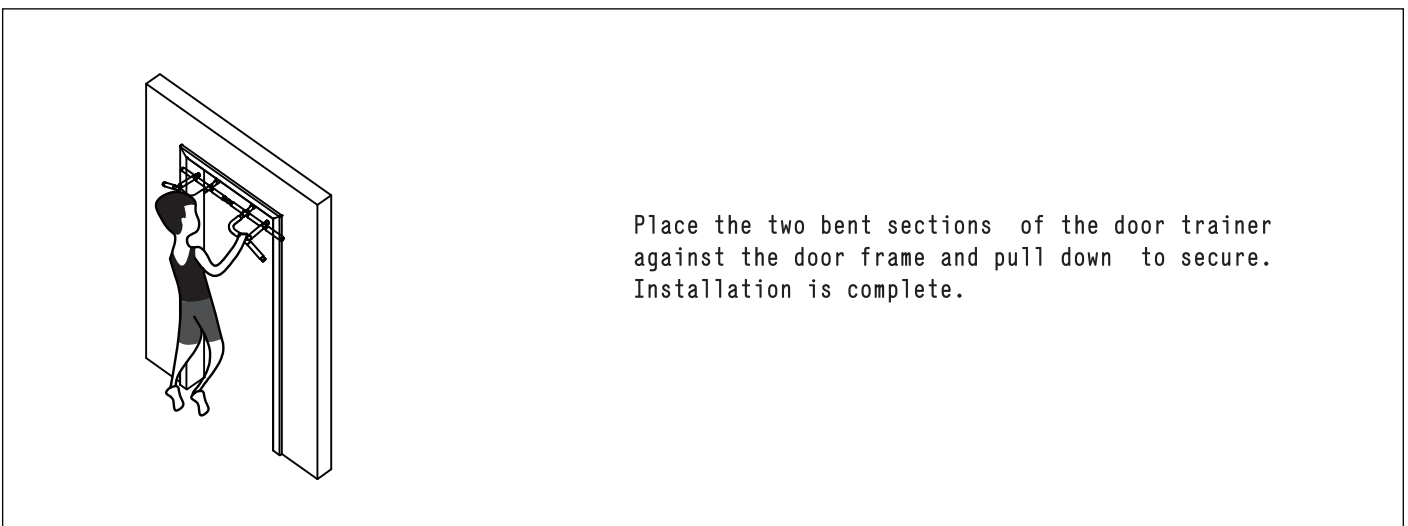 Place the two bent sections  of the door trainer
against the door frame and pull down  to secure.
Installation is complete.